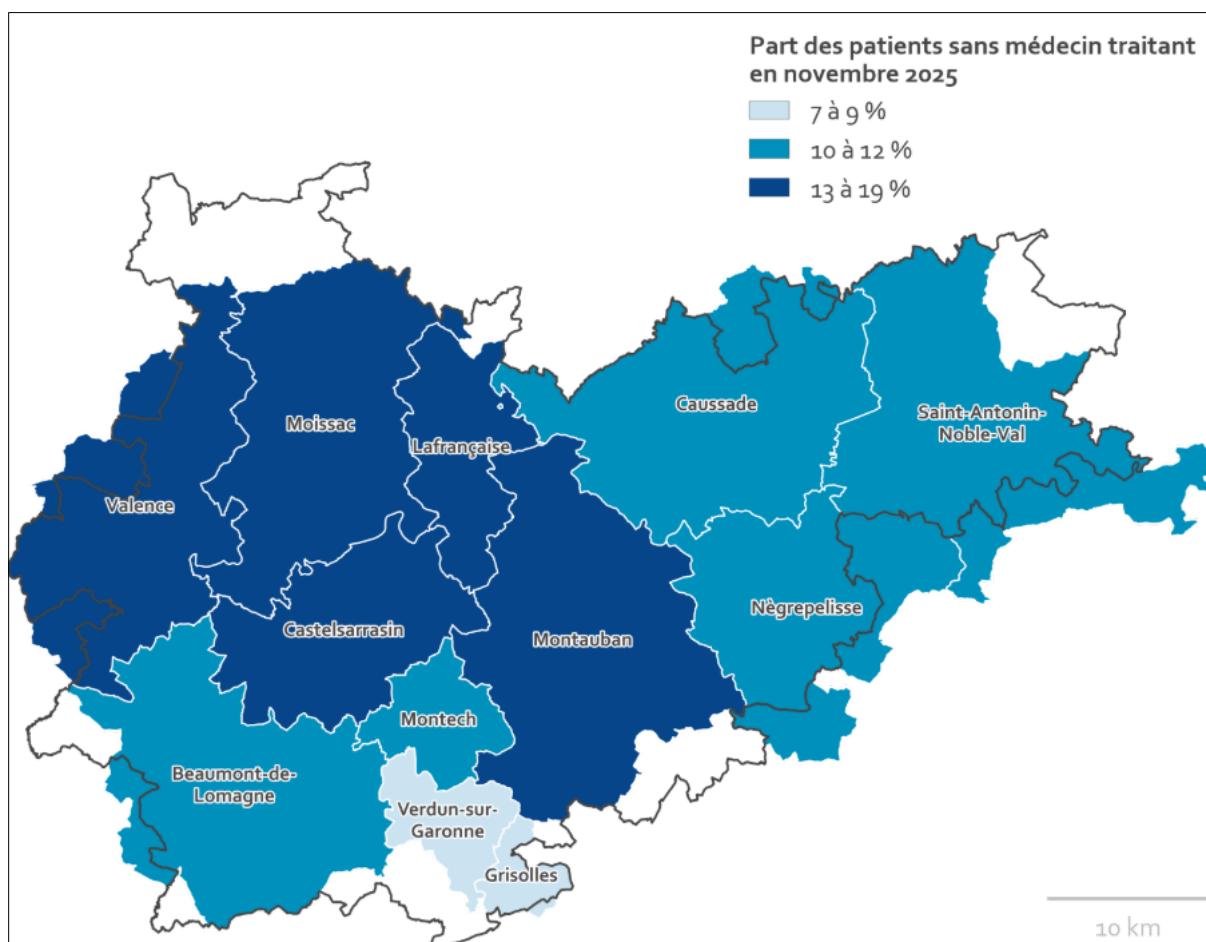 Part des patients sans médecin traitant
en novembre 2025
7 à 9 %
10 à 12 %
13 à 19 %
Moissac
Caussade
Lafrançaise
Saint-Antonin-
Noble-Val
Valence
Nègrepelisse
Castelsarrasin
Montauban
Montech
Beaumont-de-
Lomagne
Verdun-sur-
Garonne
Grisolles
10 km